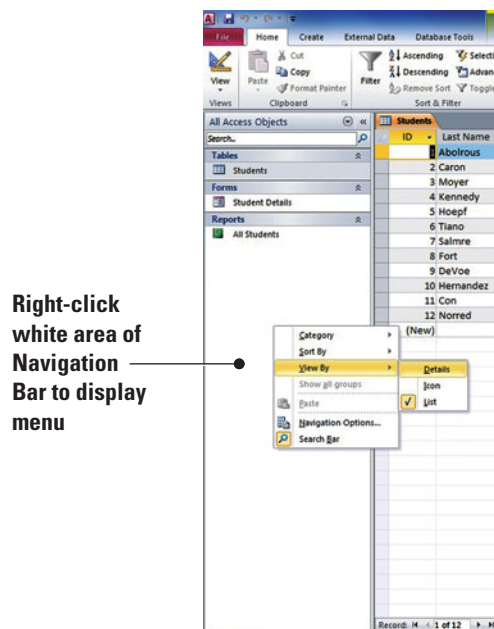 File Home Create External Data Database Tools
View
Paste
Cut
Copy
Format Painter
Filter
Ascending
Descending
Remove Sort
Selecti
Advan
Toggle
Views Clipboard Sort & Filter
All Access Objects
Search..
Tables
Students
Forms
Student Details
Reports
All Students
Students
ID Last Name
1 Abolrous
2 Caron
3 Moyer
4 Kennedy
5 Hoepf
6 Tiano
7 Salmre
8 Fort
9 DeVoe
10 Hernandez
11 Con
12 Norred
(New)
Right-click
white area of
Navigation
Bar to display
menu
Category
Sort By
View By
Show all groups
Paste
Navigation Options...
Search Bar
Details
Icon
List
Record: 1 of 12